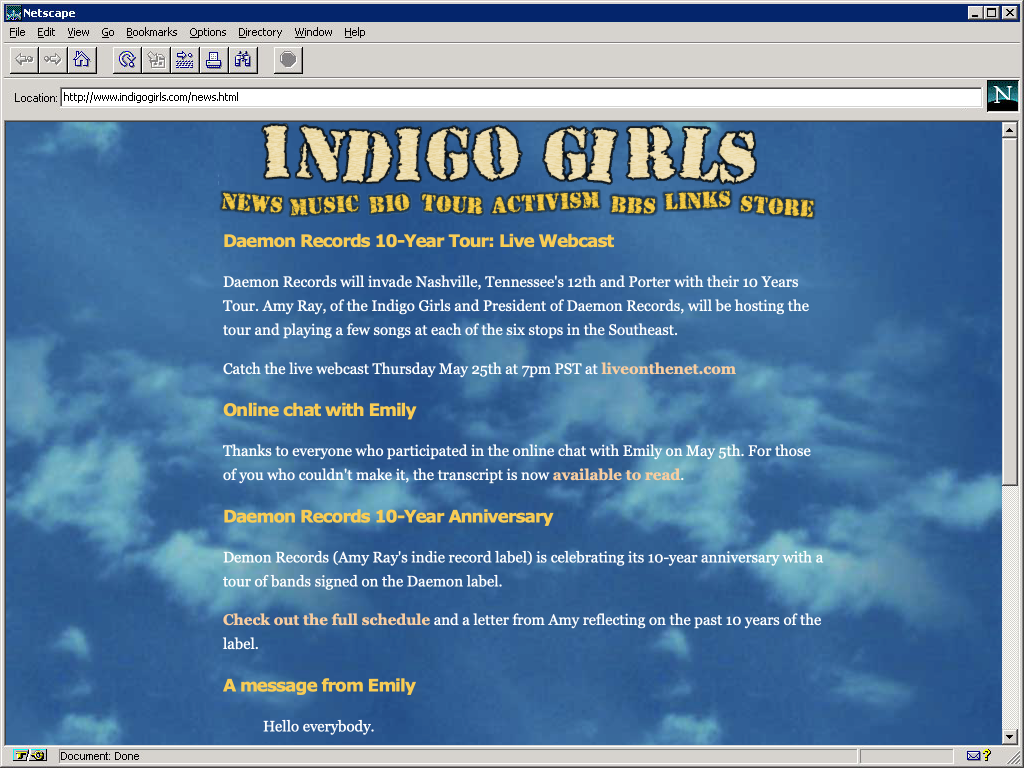 Netscape
File Edit View Go Bookmarks Options Directory Window Help
Location: http://www.indigogirls.com/news.html
N
INDIGO GIRLS
NEWS MUSIC BIO TOUR ACTIVISM BBS LINKS STORE
Daemon Records 10-Year Tour: Live Webcast
Daemon Records will invade Nashville, Tennessee's 12th and Porter with their 10 Years
Tour. Amy Ray, of the Indigo Girls and President of Daemon Records, will be hosting the
tour and playing a few songs at each of the six stops in the Southeast.
Catch the live webcast Thursday May 25th at 7pm PST at liveonthenet.com
Online chat with Emily
Thanks to everyone who participated in the online chat with Emily on May 5th. For those
of you who couldn't make it, the transcript is now available to read.
Daemon Records 10-Year Anniversary
Demon Records (Amy Ray's indie record label) is celebrating its 10-year anniversary with a
tour of bands signed on the Daemon label.
Check out the full schedule and a letter from Amy reflecting on the past 10 years of the
label.
A message from Emily
Hello everybody.
Document: Done